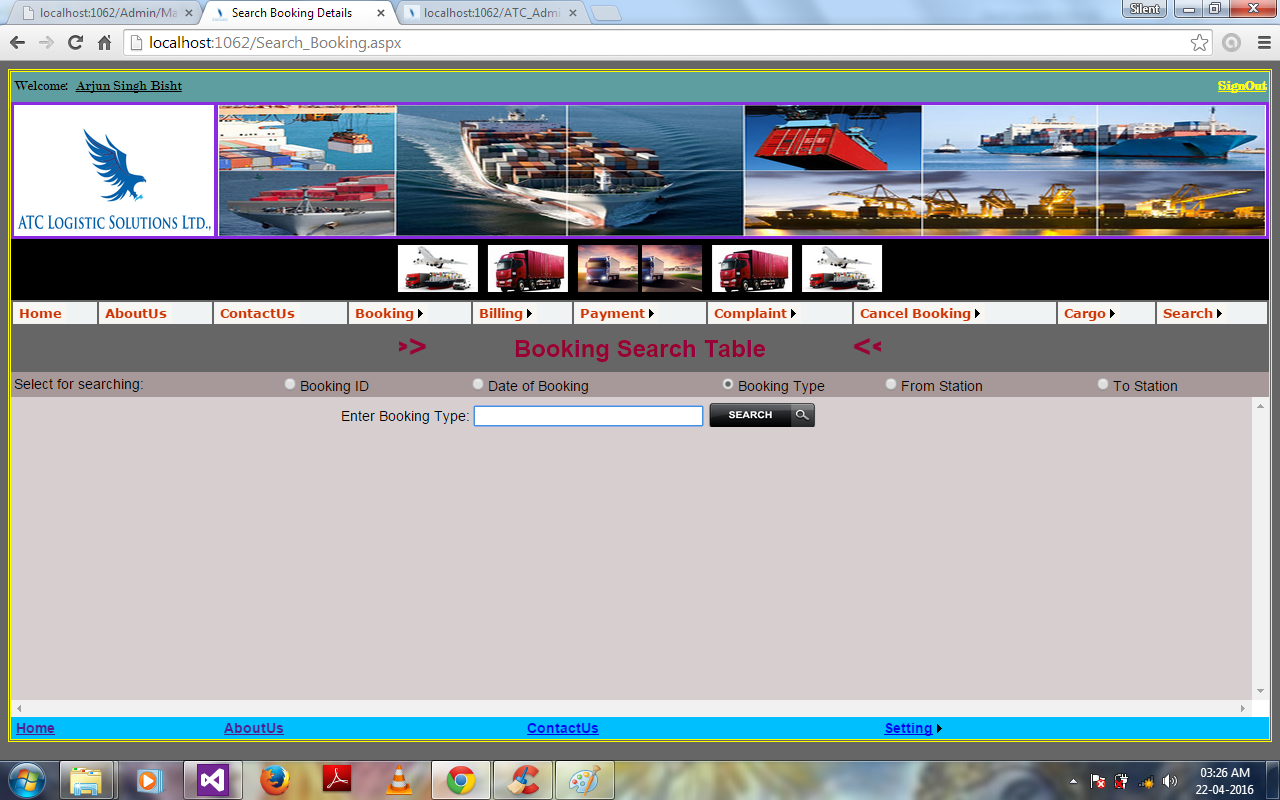 localhost:1062/Admin/Ma
Search Booking Details
localhost:1062/ATC_Admi
Silent
localhost:1062/Search_Booking.aspx
Welcome: Arjun Singh Bisht
SignOut
ATC LOGISTIC SOLUTIONS LTD.,
Home AboutUs ContactUs Booking Billing Payment Complaint Cancel Booking Cargo Search
>> Booking Search Table <<
Select for searching: Booking ID Date of Booking Booking Type From Station To Station
Enter Booking Type: SEARCH
Home AboutUs ContactUs Setting
03:26 AM
22-04-2016